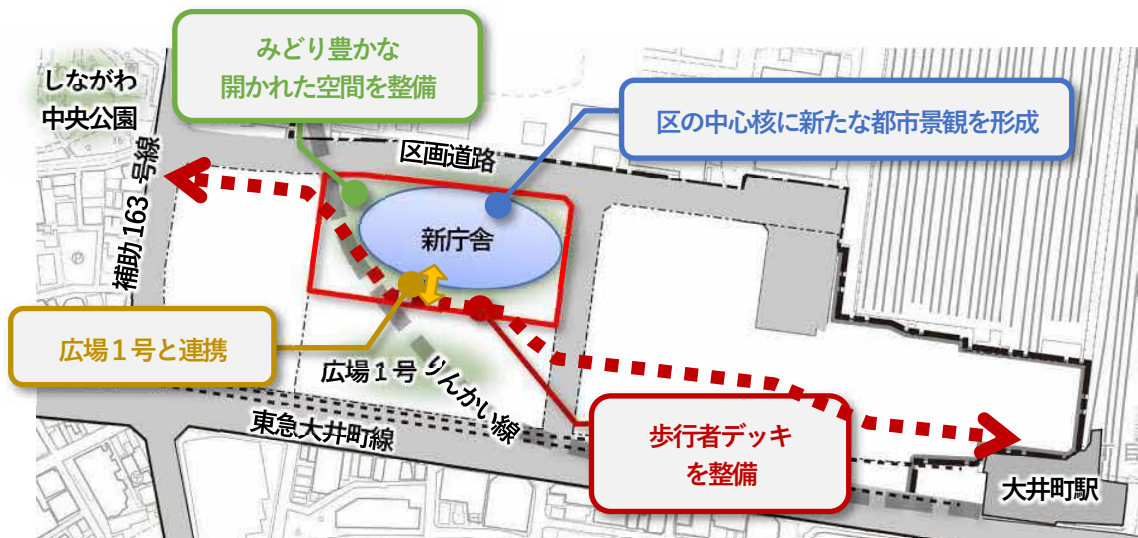 みどり豊かな
開かれた空間を整備
しながわ
中央公園
区の中心核に新たな都市景観を形成
区画道路
補助163号線
新庁舎
広場1号と連携
広場1号
りんかい線
東急大井町線
歩行者デッキ
を整備
大井町駅